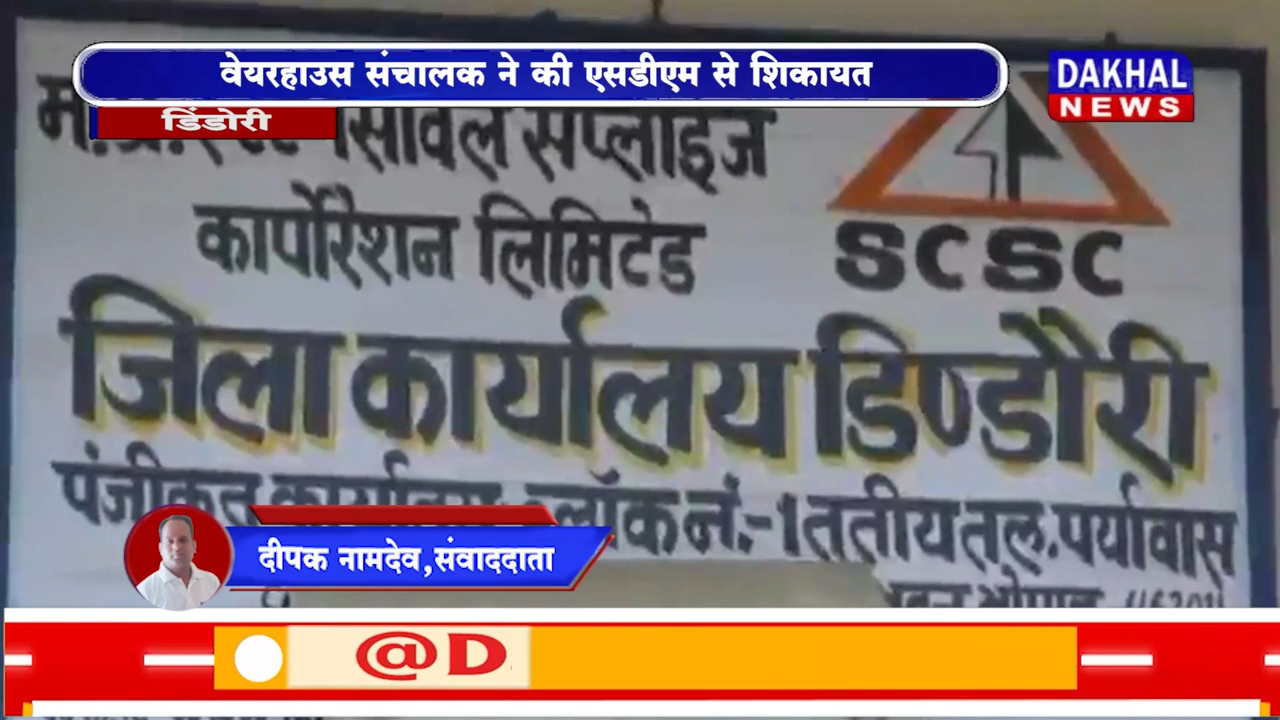 वेयरहाउस संचालक ने की एसडीएम से शिकायत
DAKHAL
NEWS
डिंडोरी
सिविल सप्लाइज
कार्पोरेशन लिमिटेड
SCSC
जिला कार्यालय डिण्डौरी
पंजीकृत कार्यालय ब्लॉक नं.-1 तृतीय तल. पर्यावास
दीपक नामदेव,संवाददाता
@D